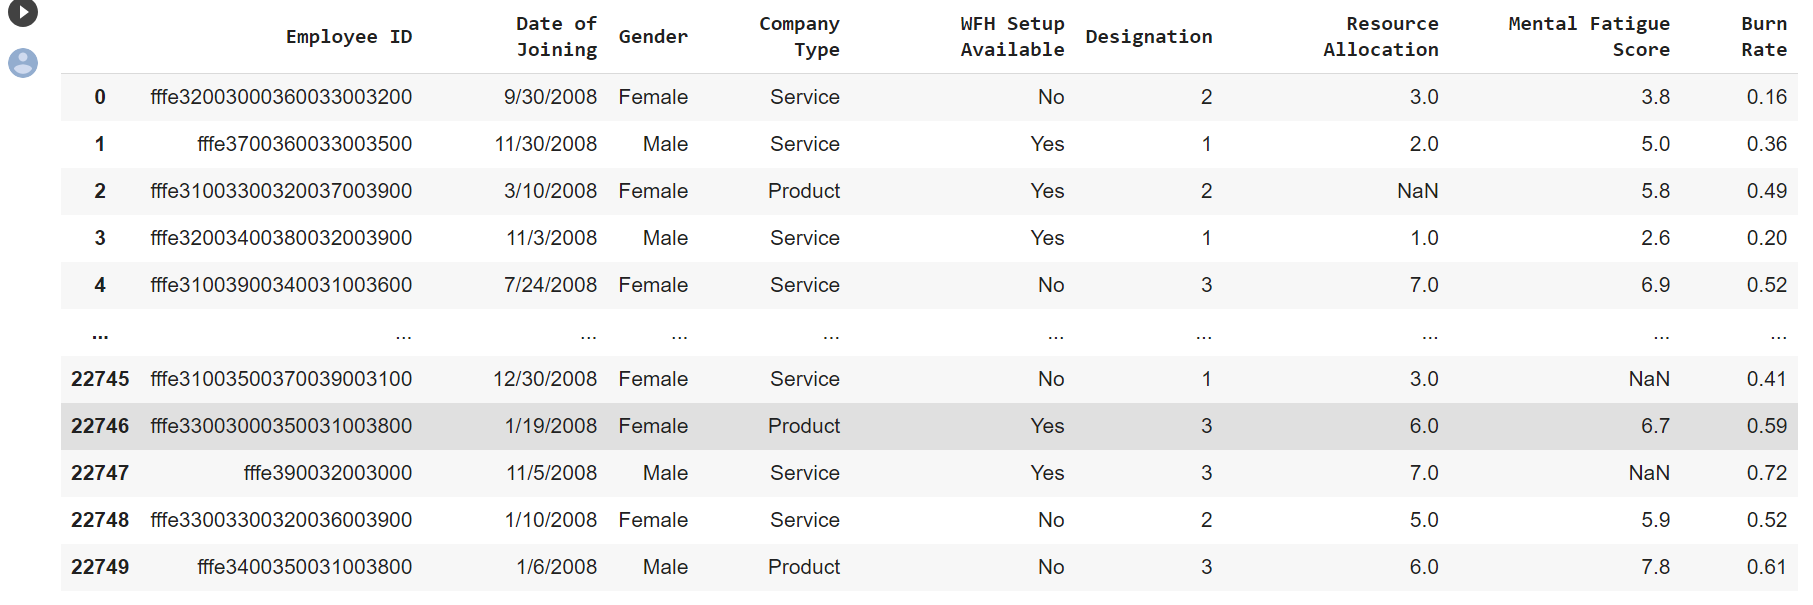 Employee ID Date of Joining Gender Company Type WFH Setup Available Designation Resource Allocation Mental Fatigue Score Burn Rate
0 fffe32003000360033003200 9/30/2008 Female Service No 2 3.0 3.8 0.16
1 fffe3700360033003500 11/30/2008 Male Service Yes 1 2.0 5.0 0.36
2 fffe31003300320037003900 3/10/2008 Female Product Yes 2 NaN 5.8 0.49
3 fffe32003400380032003900 11/3/2008 Male Service Yes 1 1.0 2.6 0.20
4 fffe31003900340031003600 7/24/2008 Female Service No 3 7.0 6.9 0.52
... ... ... ... ... ... ... ... ... ...
22745 fffe31003500370039003100 12/30/2008 Female Service No 1 3.0 NaN 0.41
22746 fffe33003000350031003800 1/19/2008 Female Product Yes 3 6.0 6.7 0.59
22747 fffe390032003000 11/5/2008 Male Service Yes 3 7.0 NaN 0.72
22748 fffe33003300320036003900 1/10/2008 Female Service No 2 5.0 5.9 0.52
22749 fffe3400350031003800 1/6/2008 Male Product No 3 6.0 7.8 0.61